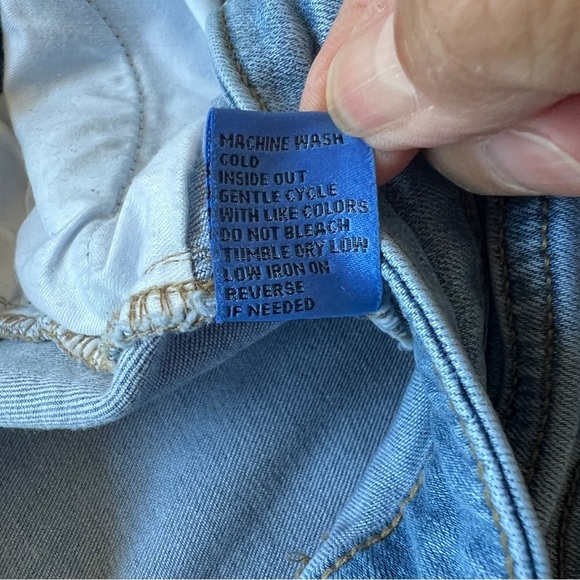 MACHINE WASH
COLD
INSIDE OUT
GENTLE CYCLE
WITH LIKE COLORS
DO NOT BLEACH
TUMBLE DRY LOW
LOW IRON ON
REVERSE
IF NEEDED